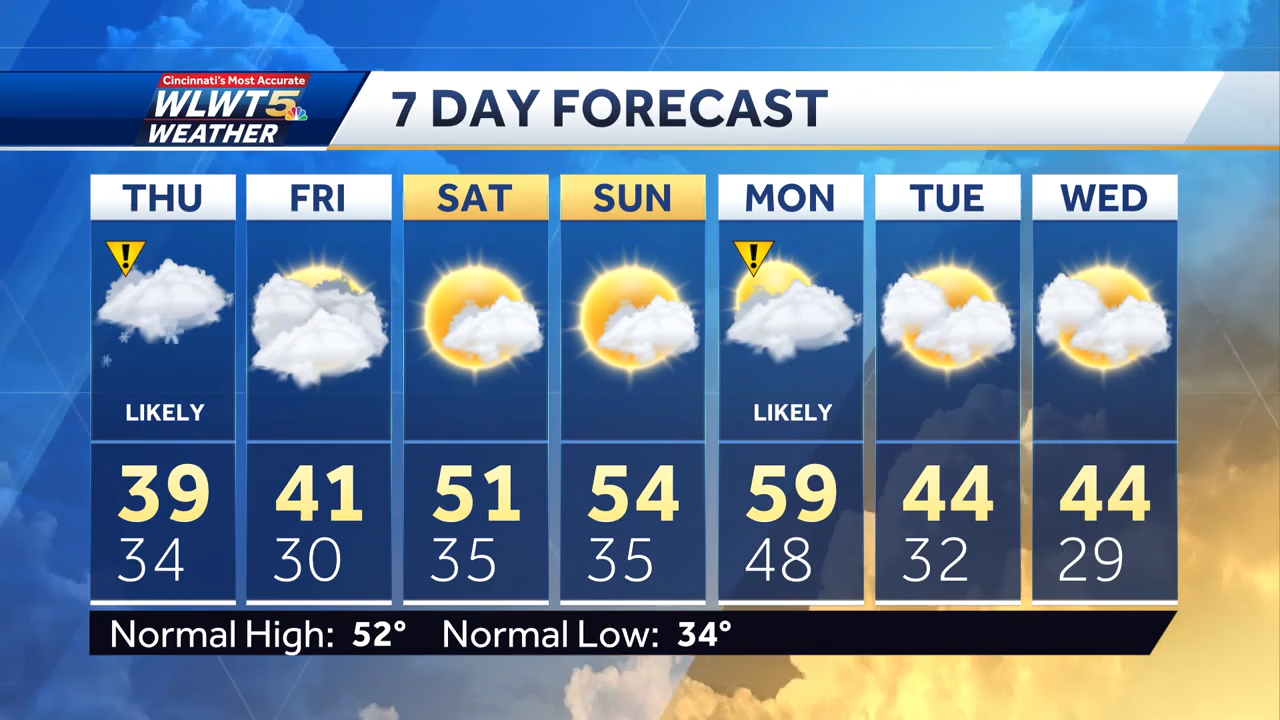 Cincinnati's Most Accurate
WLWT5
WEATHER
7 DAY FORECAST
THU FRI SAT SUN MON TUE WED
! !
LIKELY LIKELY
39 41 51 54 59 44 44
34 30 35 35 48 32 29
Normal High: 52° Normal Low: 34°